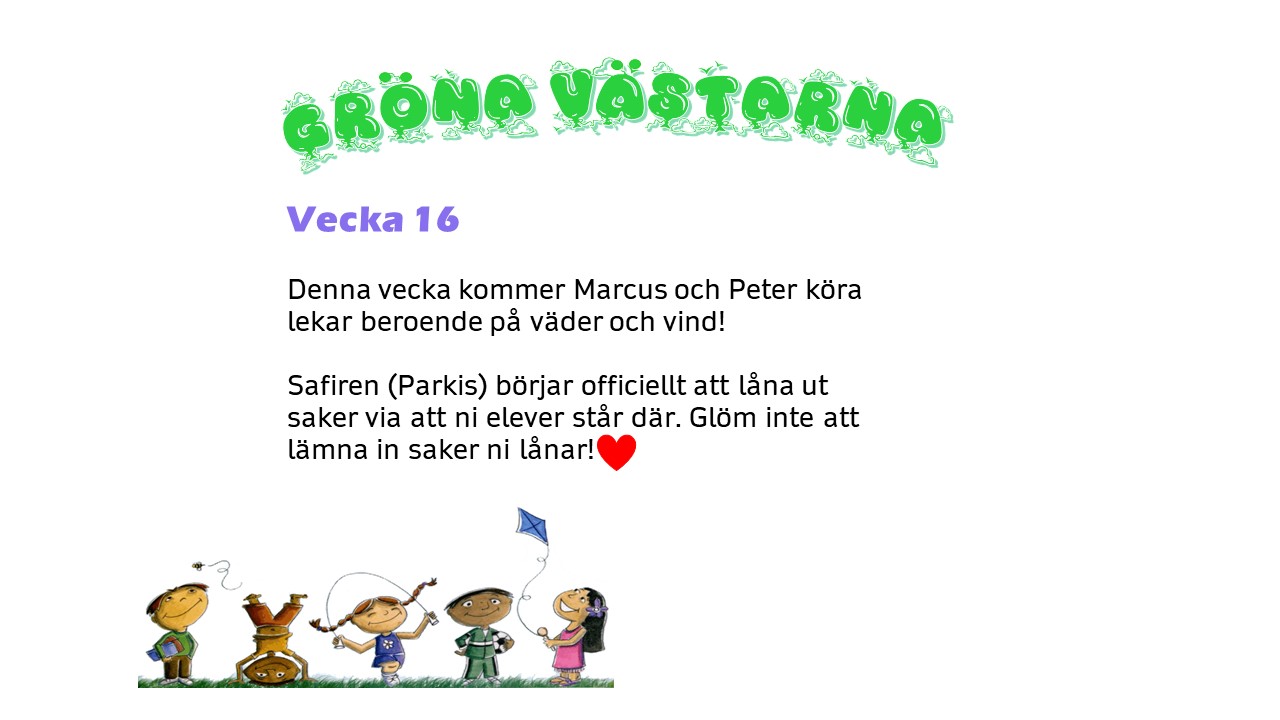 GRÖNA VÄSTARNA
Vecka 16
Denna vecka kommer Marcus och Peter köra
lekar beroende på väder och vind!
Safiren (Parkis) börjar officiellt att låna ut
saker via att ni elever står där. Glöm inte att
lämna in saker ni lånar!